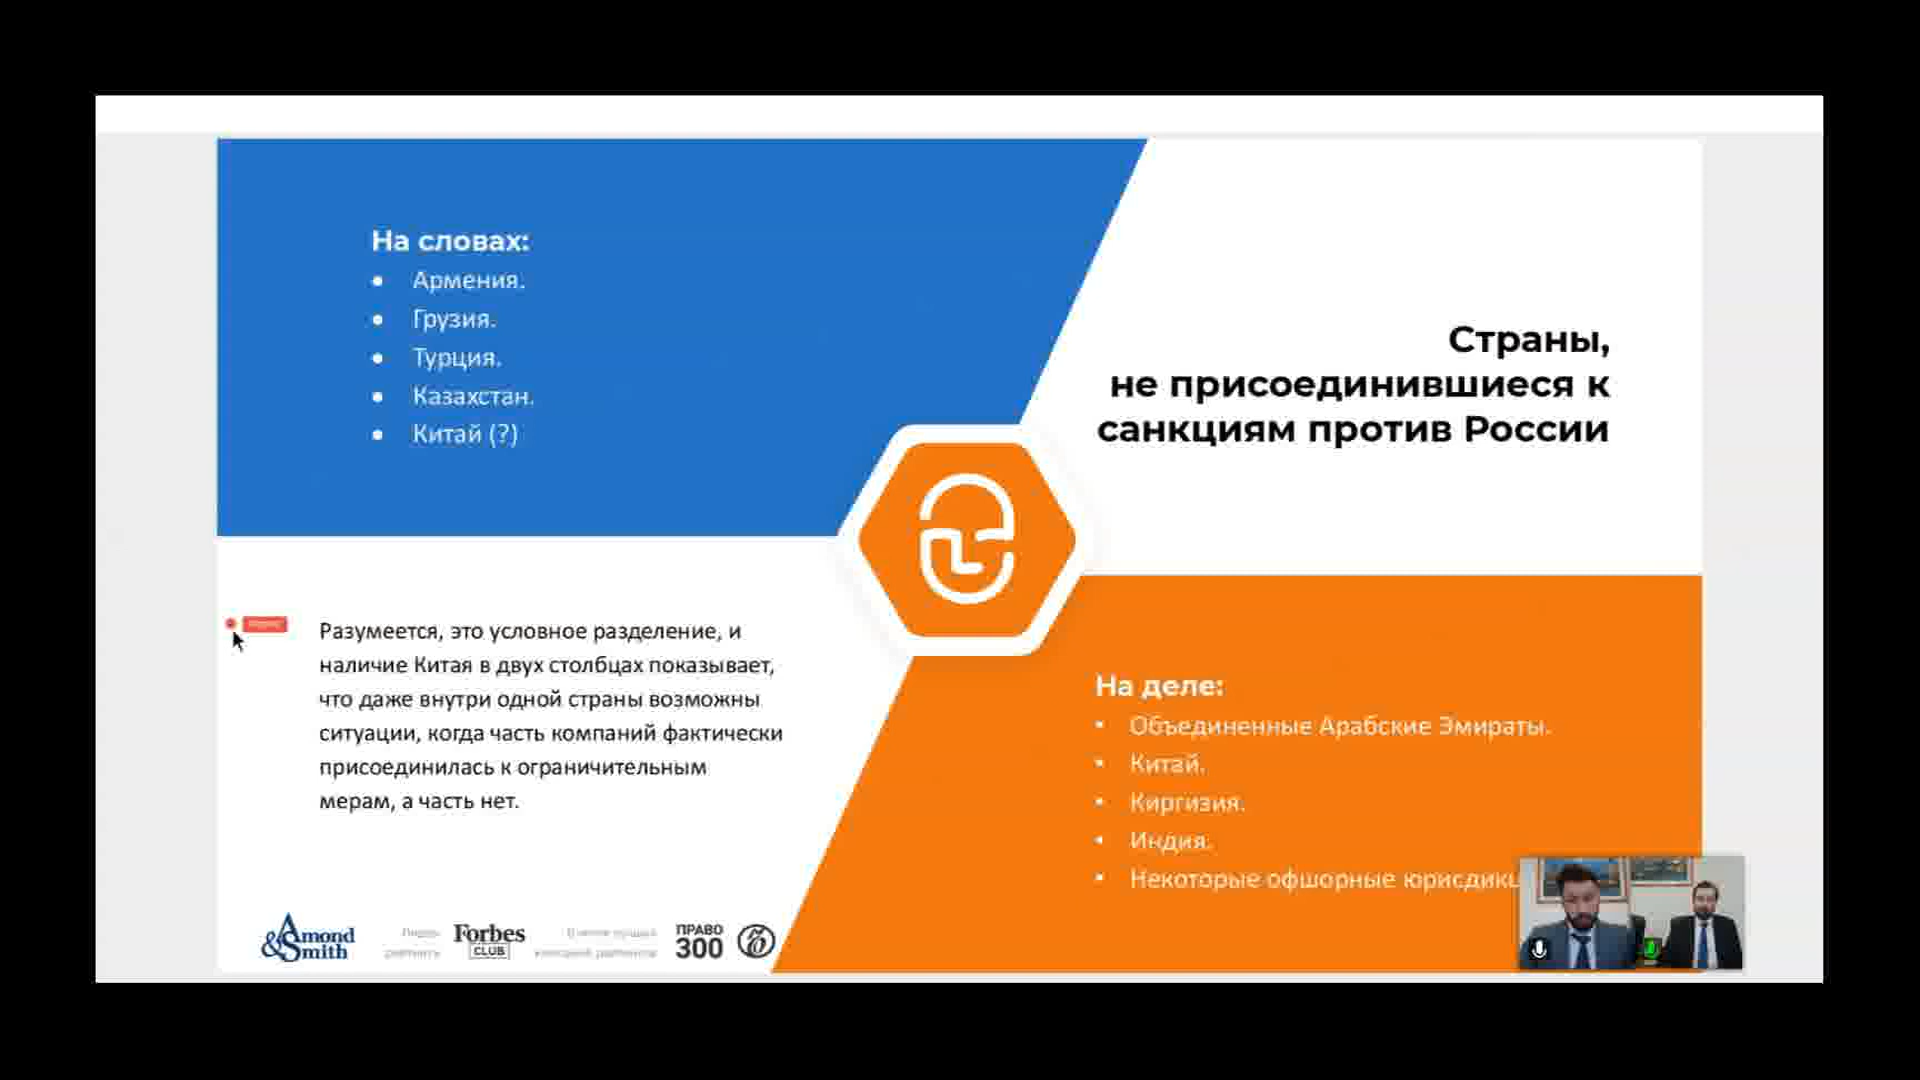 На словах:
Армения.
Грузия.
Турция.
Казахстан.
Китай (?)
Страны,
не присоединившиеся к
санкциям против России
Разумеется, это условное разделение, и
наличие Китая в двух столбцах показывает,
что даже внутри одной страны возможны
ситуации, когда часть компаний фактически
присоединилась к ограничительным
мерам, а часть нет.
На деле:
Объединенные Арабские Эмираты.
Китай.
Киргизия.
Индия.
Некоторые офшорные
Amond
&Smith
Forbes
CLUB
ПРАВО
300